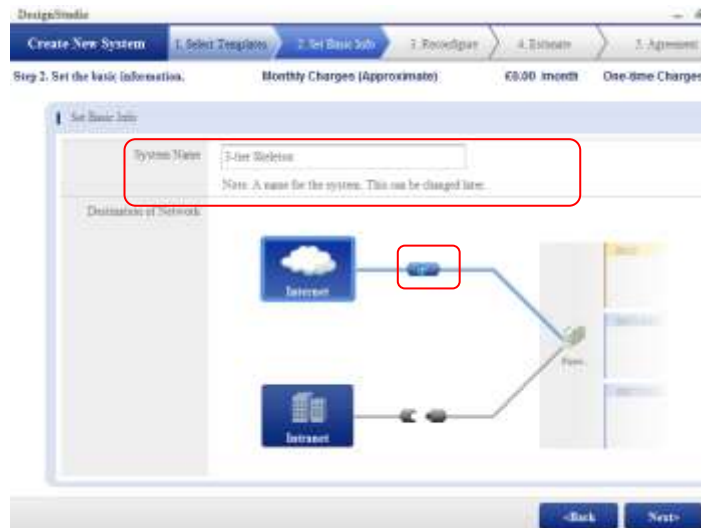 DesignStudio
Create New System 1. Select Templates 2. Set Basic Info 3. Reconfigure 4. Estimate 5. Agreement
Step 2. Set the basic information. Monthly Charges (Approximate) €0.00 /month One-time Charges
Set Basic Info
System Name 3-tier Skeleton
Note: A name for the system. This can be changed later.
Destination of Network
Internet
Intranet
<Back Next>